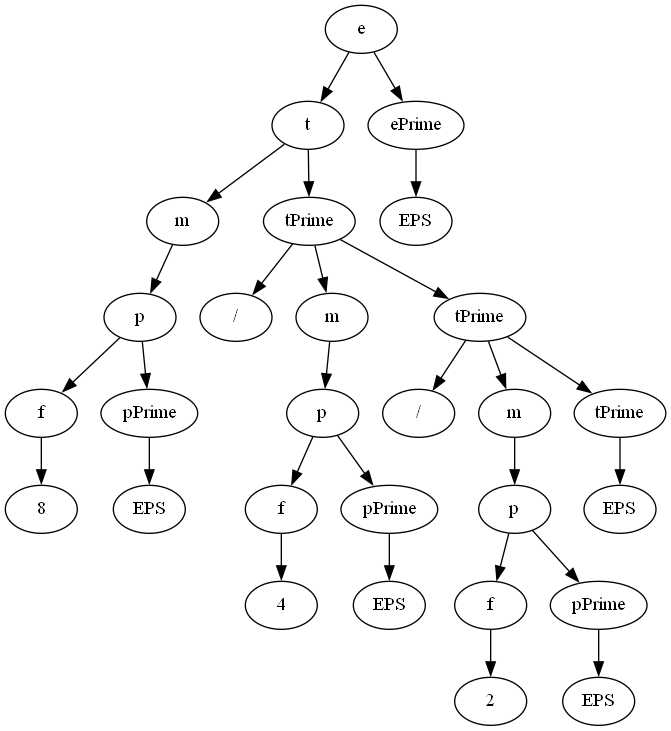 e
t ePrime
m tPrime EPS
p / m tPrime
f pPrime p / m tPrime
8 EPS f pPrime p EPS
4 EPS f pPrime
2 EPS